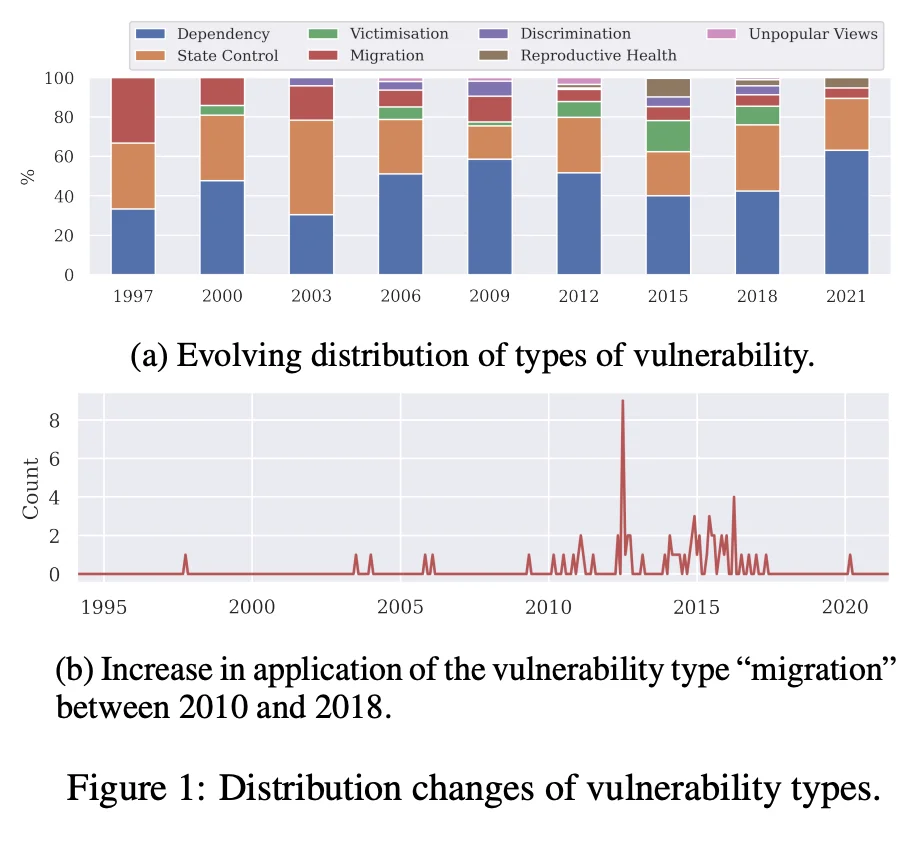 Dependency Victimisation Discrimination Unpopular Views
State Control Migration Reproductive Health
100
80
60
40
20
0
%
1997 2000 2003 2006 2009 2012 2015 2018 2021
(a) Evolving distribution of types of vulnerability.
8
6
4
2
0
Count
1995 2000 2005 2010 2015 2020
(b) Increase in application of the vulnerability type “migration”
between 2010 and 2018.
Figure 1: Distribution changes of vulnerability types.